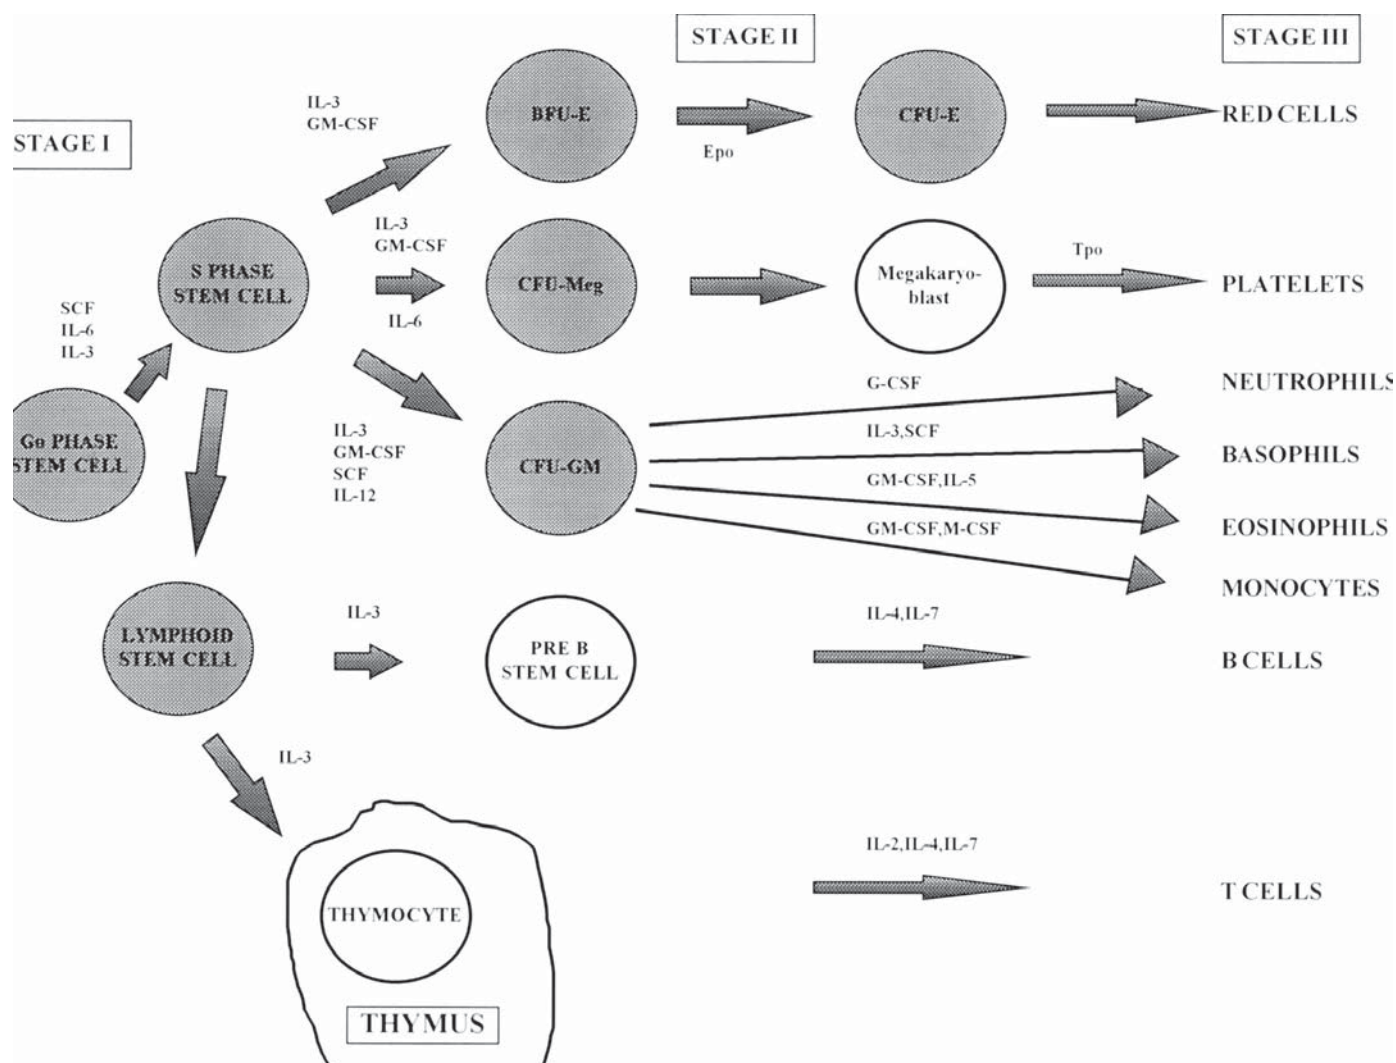 STAGE I
STAGE II
STAGE III
IL-3
GM-CSF
BFU-E
Epo
CFU-E
RED CELLS
S PHASE
STEM CELL
IL-3
GM-CSF
IL-6
CFU-Meg
Megakaryo-
blast
Tpo
PLATELETS
SCF
IL-6
IL-3
Go PHASE
STEM CELL
IL-3
GM-CSF
SCF
IL-12
CFU-GM
G-CSF
NEUTROPHILS
IL-3,SCF
BASOPHILS
GM-CSF,IL-5
EOSINOPHILS
GM-CSF,M-CSF
MONOCYTES
LYMPHOID
STEM CELL
IL-3
PRE B
STEM CELL
IL-4,IL-7
B CELLS
IL-3
THYMOCYTE
THYMUS
IL-2,IL-4,IL-7
T CELLS